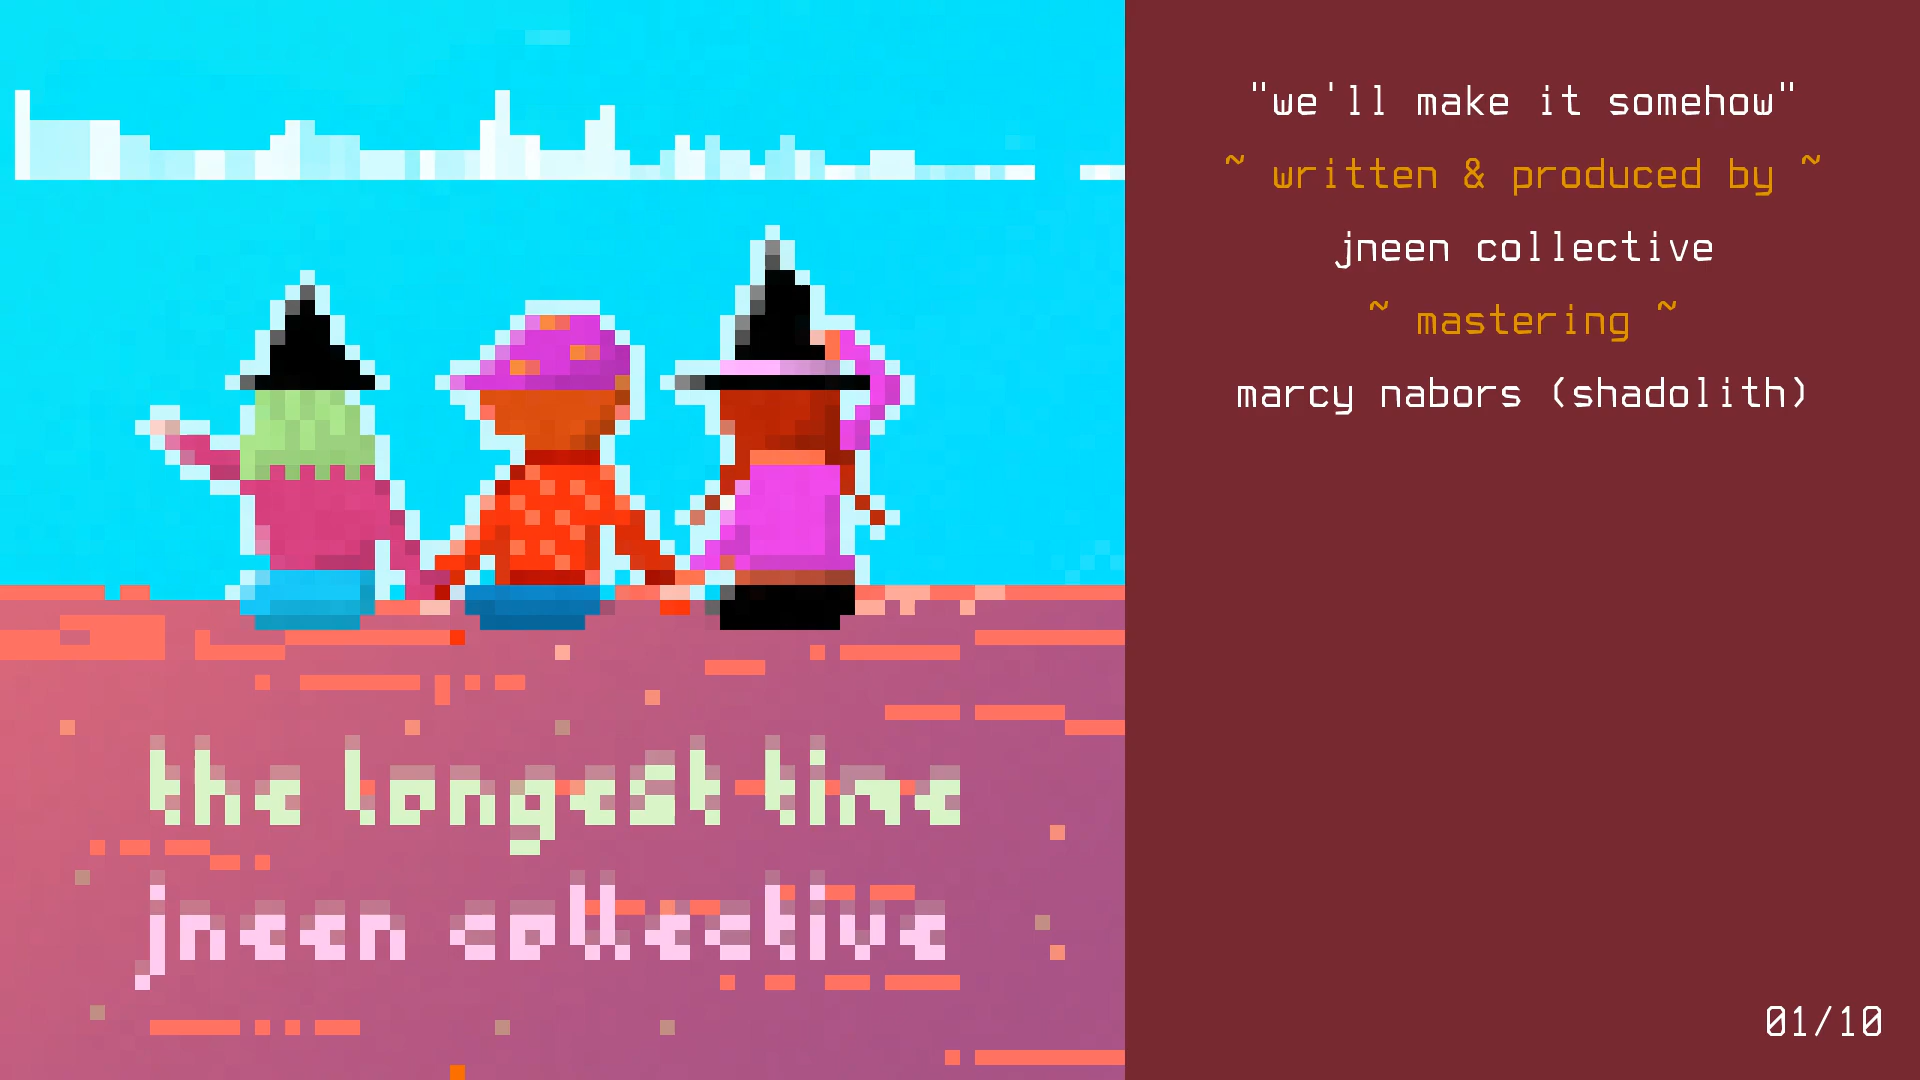 the longest time
jneen collective
"we'll make it somehow"
~ written & produced by ~
jneen collective
~ mastering ~
marcy nabors (shadolith)
01/10